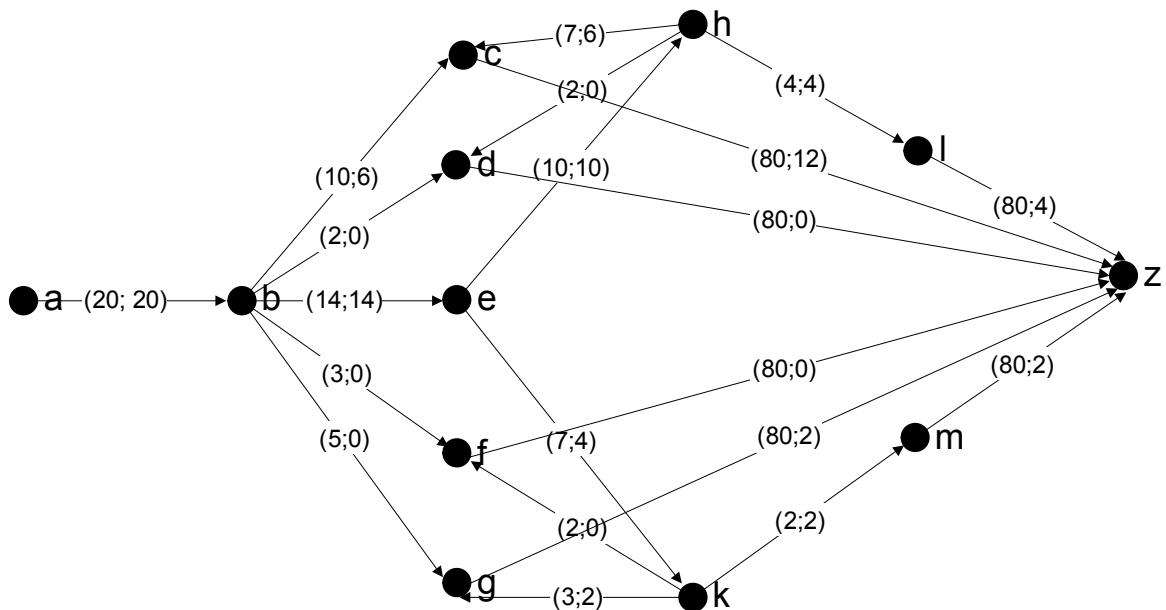 h
(7;6)
c
(2;0)
(4;4)
l
(80;12)
(10;10)
d
(10;6)
(80;4)
(80;0)
(2;0)
z
a
(20; 20)
b
(14;14)
e
(3;0)
(80;0)
(80;2)
(5;0)
(80;2)
(7;4)
m
f
(2;0)
(2;2)
g
(3;2)
k